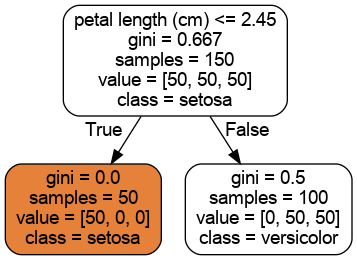 petal length (cm) <= 2.45
gini = 0.667
samples = 150
value = [50, 50, 50]
class = setosa
True
False
gini = 0.0
samples = 50
value = [50, 0, 0]
class = setosa
gini = 0.5
samples = 100
value = [0, 50, 50]
class = versicolor